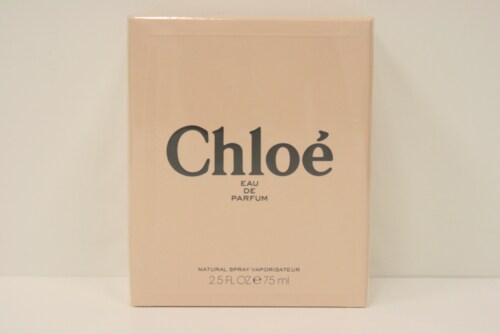 Chloé
EAU
DE
PARFUM
NATURAL SPRAY VAPORISATEUR
2.5 FL.OZ ℮ 75 ml